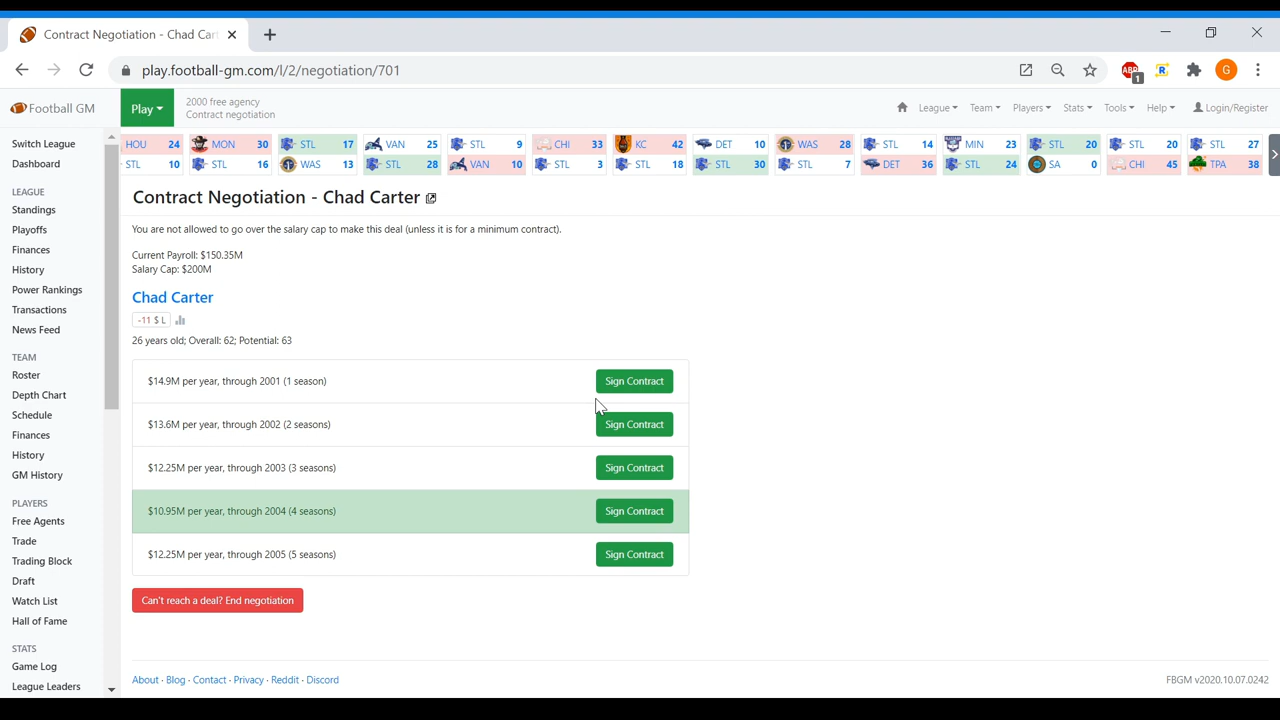 Contract Negotiation - Chad Car
play.football-gm.com/l/2/negotiation/701
ABP
1
R
G
Football GM
Play
2000 free agency
Contract negotiation
League
Team
Players
Stats
Tools
Help
Login/Register
HOU 24
STL 10
MON 30
STL 16
STL 17
WAS 13
VAN 25
STL 28
STL 9
VAN 10
CHI 33
STL 3
KC 42
STL 18
DET 10
STL 30
WAS 28
STL 7
STL 14
DET 36
MIN 23
STL 24
STL 20
SA 0
STL 20
CHI 45
STL 27
TPA 38
Switch League
Dashboard
LEAGUE
Standings
Playoffs
Finances
History
Power Rankings
Transactions
News Feed
TEAM
Roster
Depth Chart
Schedule
Finances
History
GM History
PLAYERS
Free Agents
Trade
Trading Block
Draft
Watch List
Hall of Fame
STATS
Game Log
League Leaders
Contract Negotiation - Chad Carter
You are not allowed to go over the salary cap to make this deal (unless it is for a minimum contract).
Current Payroll: $150.35M
Salary Cap: $200M
Chad Carter
-11 $ L
26 years old; Overall: 62; Potential: 63
$14.9M per year, through 2001 (1 season) Sign Contract
$13.6M per year, through 2002 (2 seasons) Sign Contract
$12.25M per year, through 2003 (3 seasons) Sign Contract
$10.95M per year, through 2004 (4 seasons) Sign Contract
$12.25M per year, through 2005 (5 seasons) Sign Contract
Can't reach a deal? End negotiation
About · Blog · Contact · Privacy · Reddit · Discord
FBGM v2020.10.07.0242